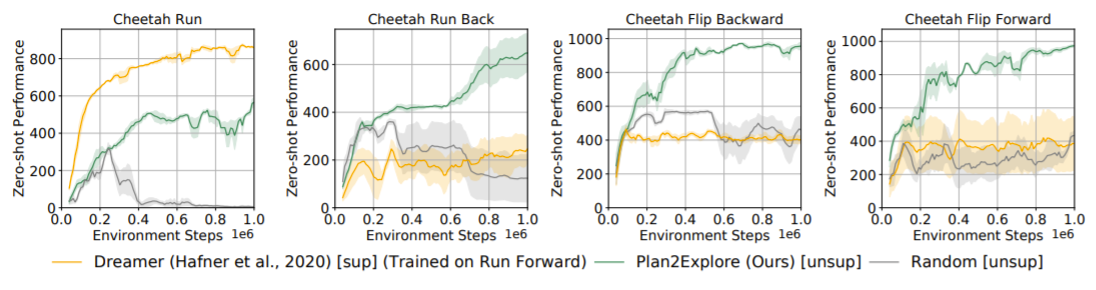 Cheetah Run
Zero-shot Performance
800
600
400
200
0
0.0 0.2 0.4 0.6 0.8 1.0
Environment Steps 1e6
Cheetah Run Back
Zero-shot Performance
600
400
200
0
0.0 0.2 0.4 0.6 0.8 1.0
Environment Steps 1e6
Cheetah Flip Backward
Zero-shot Performance
1000
800
600
400
200
0
0.0 0.2 0.4 0.6 0.8 1.0
Environment Steps 1e6
Cheetah Flip Forward
Zero-shot Performance
1000
800
600
400
200
0
0.0 0.2 0.4 0.6 0.8 1.0
Environment Steps 1e6
Dreamer (Hafner et al., 2020) [sup] (Trained on Run Forward) Plan2Explore (Ours) [unsup] Random [unsup]